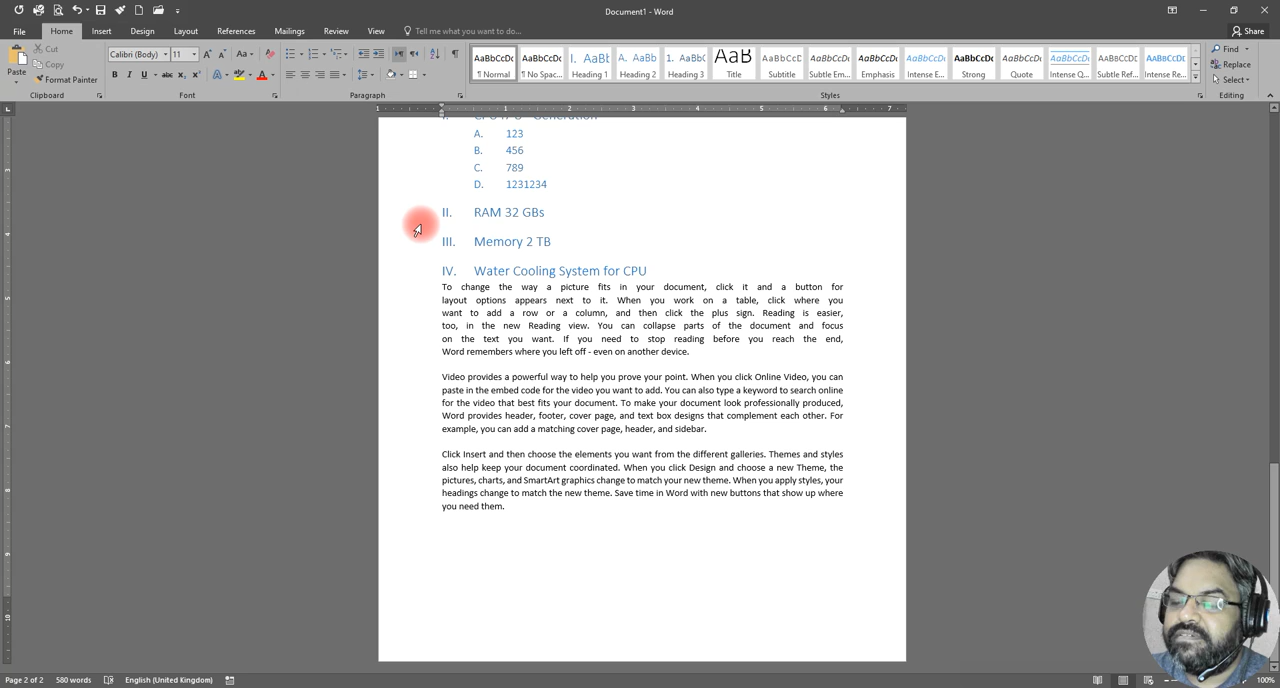 Document1 - Word
File Home Insert Design Layout References Mailings Review View Tell me what you want to do... Share
Paste Cut Copy Format Painter
Calibri (Body) 11
AaBbCcDc AaBbCcDc I. AaBb A. AaBb 1. AaBbC AaB AaBbCcD AaBbCcDt AaBbCcDt AaBbCcDt AaBbCcDc AaBbCcDt AaBbCcDt AABBCCDC AABBCCDC
¶ Normal ¶ No Spac... Heading 1 Heading 2 Heading 3 Title Subtitle Subtle Em... Emphasis Intense E... Strong Quote Intense Q... Subtle Ref... Intense Re...
Find Replace Select
Clipboard Font Paragraph Styles Editing
A. 123
B. 456
C. 789
D. 1231234
II. RAM 32 GBs
III. Memory 2 TB
IV. Water Cooling System for CPU
To change the way a picture fits in your document, click it and a button for
layout options appears next to it. When you work on a table, click where you
want to add a row or a column, and then click the plus sign. Reading is easier,
too, in the new Reading view. You can collapse parts of the document and focus
on the text you want. If you need to stop reading before you reach the end,
Word remembers where you left off - even on another device.
Video provides a powerful way to help you prove your point. When you click Online Video, you can
paste in the embed code for the video you want to add. You can also type a keyword to search online
for the video that best fits your document. To make your document look professionally produced,
Word provides header, footer, cover page, and text box designs that complement each other. For
example, you can add a matching cover page, header, and sidebar.
Click Insert and then choose the elements you want from the different galleries. Themes and styles
also help keep your document coordinated. When you click Design and choose a new Theme, the
pictures, charts, and SmartArt graphics change to match your new theme. When you apply styles, your
headings change to match the new theme. Save time in Word with new buttons that show up where
you need them.
Page 2 of 2 580 words English (United Kingdom) 100%